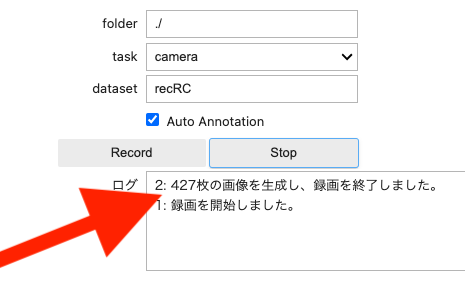 folder ./
task camera
dataset recRC
Auto Annotation
Record Stop
ログ 2: 427枚の画像を生成し、録画を終了しました。
1: 録画を開始しました。